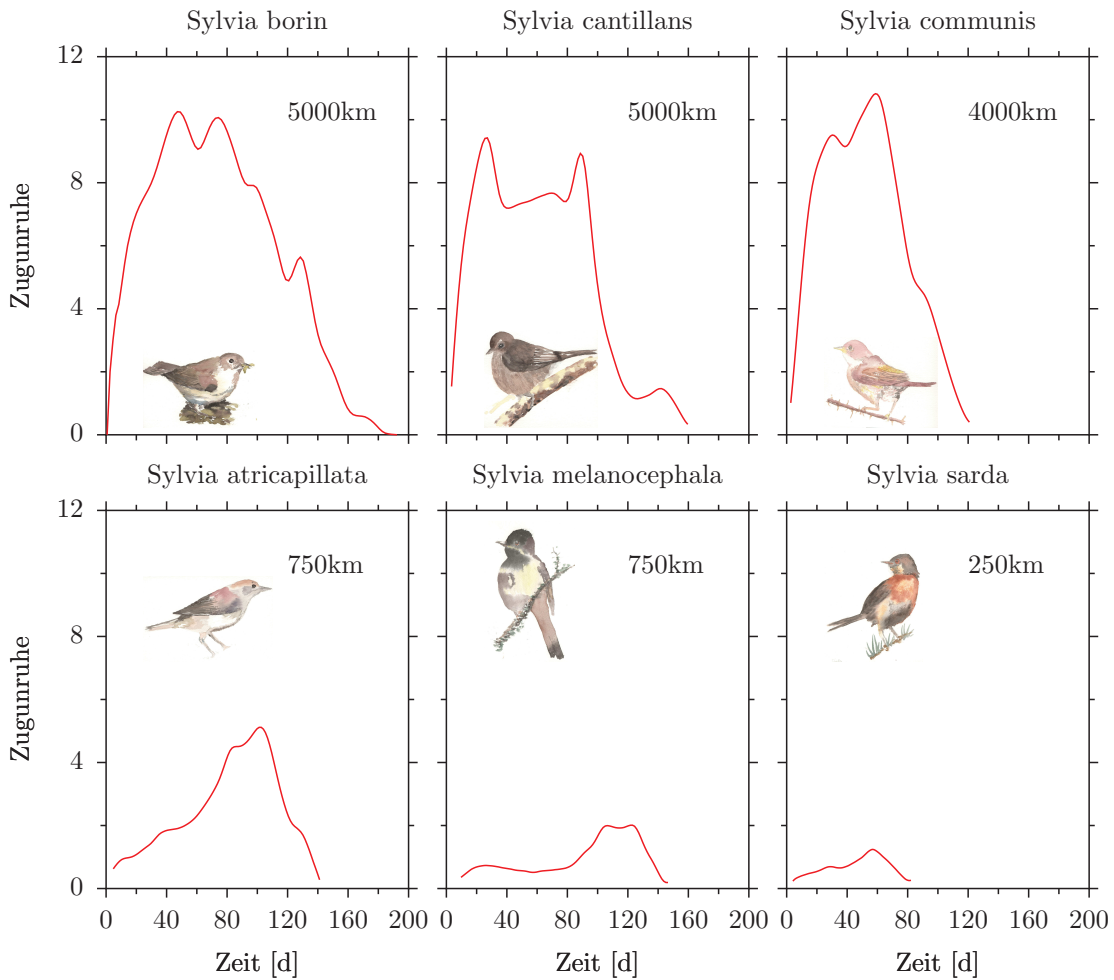 Sylvia borin
Sylvia cantillans
Sylvia communis
12
5000km
5000km
4000km
8
Zugunruhe
4
0
Sylvia atricapillata
Sylvia melanocephala
Sylvia sarda
12
750km
750km
250km
8
Zugunruhe
4
0
0 40 80 120 160 200
0 40 80 120 160 200
0 40 80 120 160 200
Zeit [d]
Zeit [d]
Zeit [d]